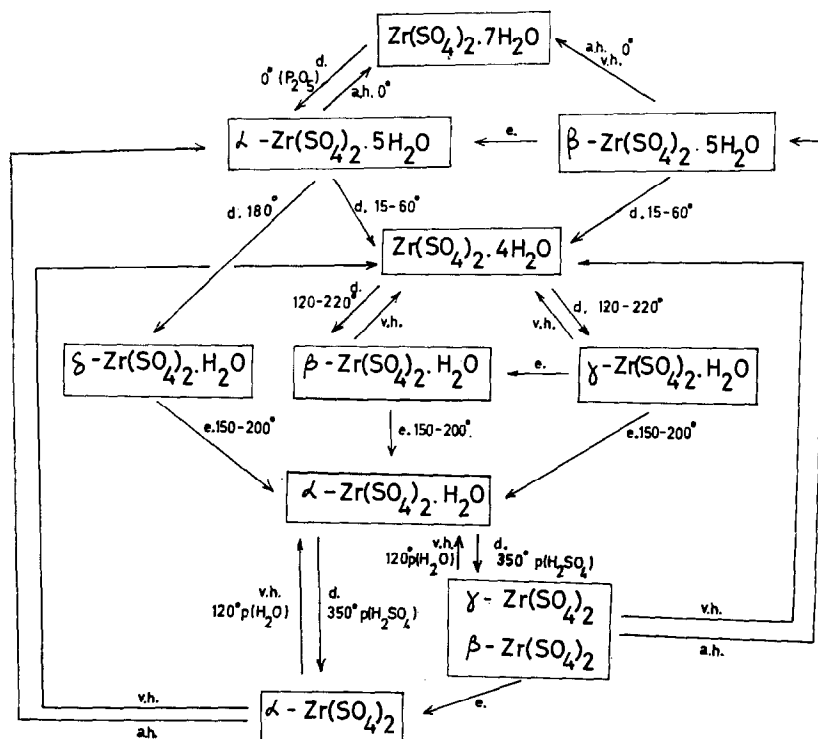 Zr(SO4)2.7H2O
d.
0° (P2O5)
a.h. 0°
a.h. 0°
v.h.
α-Zr(SO4)2.5H2O
e.
β-Zr(SO4)2.5H2O
d. 180°
d. 15-60°
d. 15-60°
Zr(SO4)2.4H2O
d.
120-220°
v.h.
v.h.
d. 120-220°
δ-Zr(SO4)2.H2O
β-Zr(SO4)2.H2O
e.
γ-Zr(SO4)2.H2O
e.150-200°
e.150-200°
e.150-200°
α-Zr(SO4)2.H2O
v.h.
120°p(H2O)
d.
350° p(H2SO4)
v.h.
120°p(H2O)
d.
350°p(H2SO4)
γ-Zr(SO4)2
β-Zr(SO4)2
v.h.
a.h.
e.
v.h.
a.h.
α-Zr(SO4)2